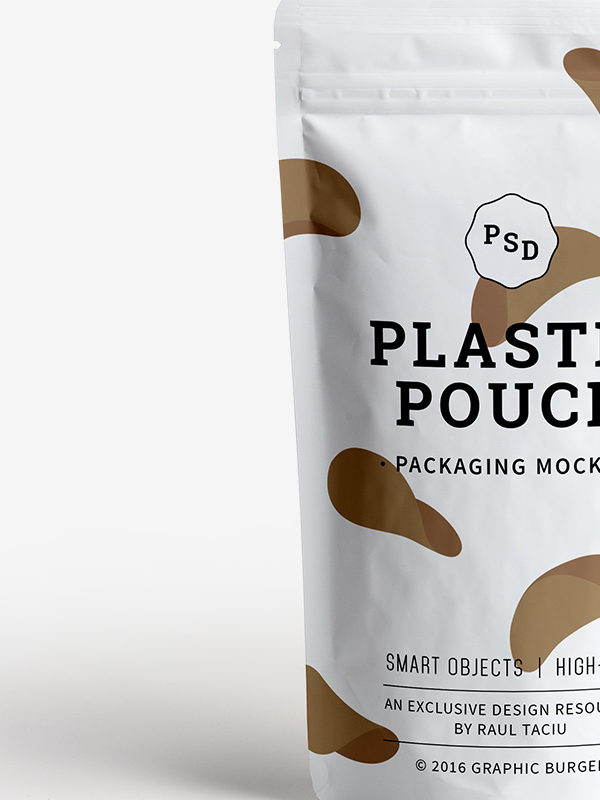 PSD
PLASTI
POUC
• PACKAGING MOCK
SMART OBJECTS | HIGH-
AN EXCLUSIVE DESIGN RESOU
BY RAUL TACIU
© 2016 GRAPHIC BURGE